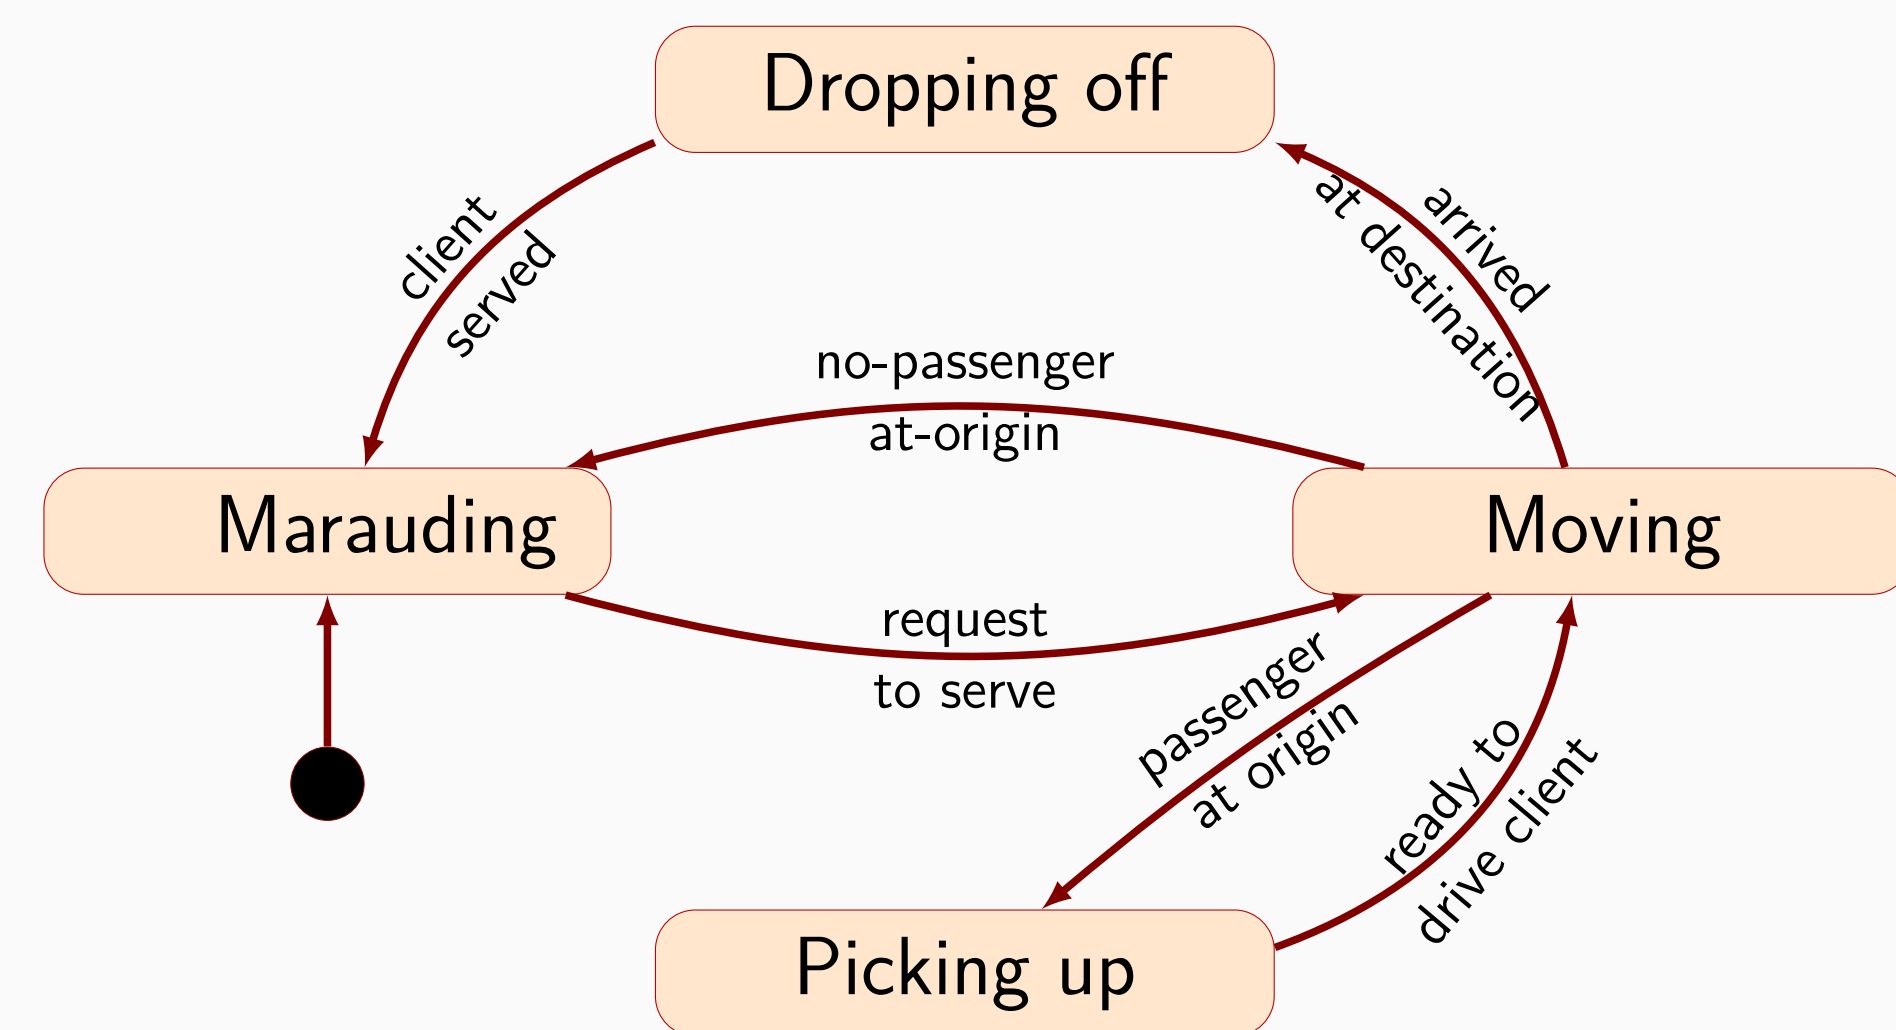 Dropping off
client
served
arrived
at destination
no-passenger
at-origin
Marauding
Moving
request
to serve
passenger
at origin
ready to
drive client
Picking up